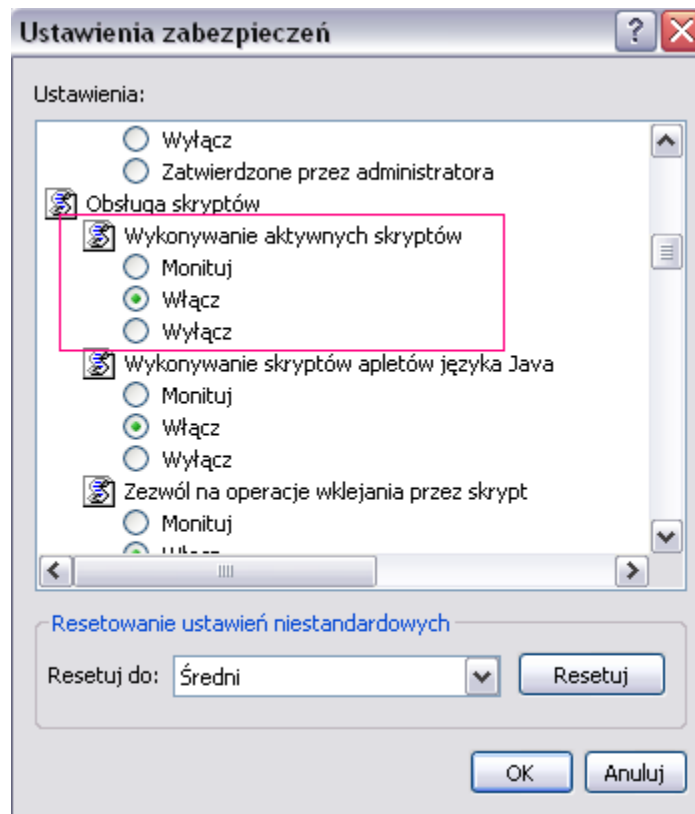 Ustawienia zabezpieczeń
Ustawienia:
Wyłącz
Zatwierdzone przez administratora
Obsługa skryptów
Wykonywanie aktywnych skryptów
Monituj
Włącz
Wyłącz
Wykonywanie skryptów apletów języka Java
Monituj
Włącz
Wyłącz
Zezwól na operacje wklejania przez skrypt
Monituj
Resetowanie ustawień niestandardowych
Resetuj do: Średni Resetuj
OK Anuluj